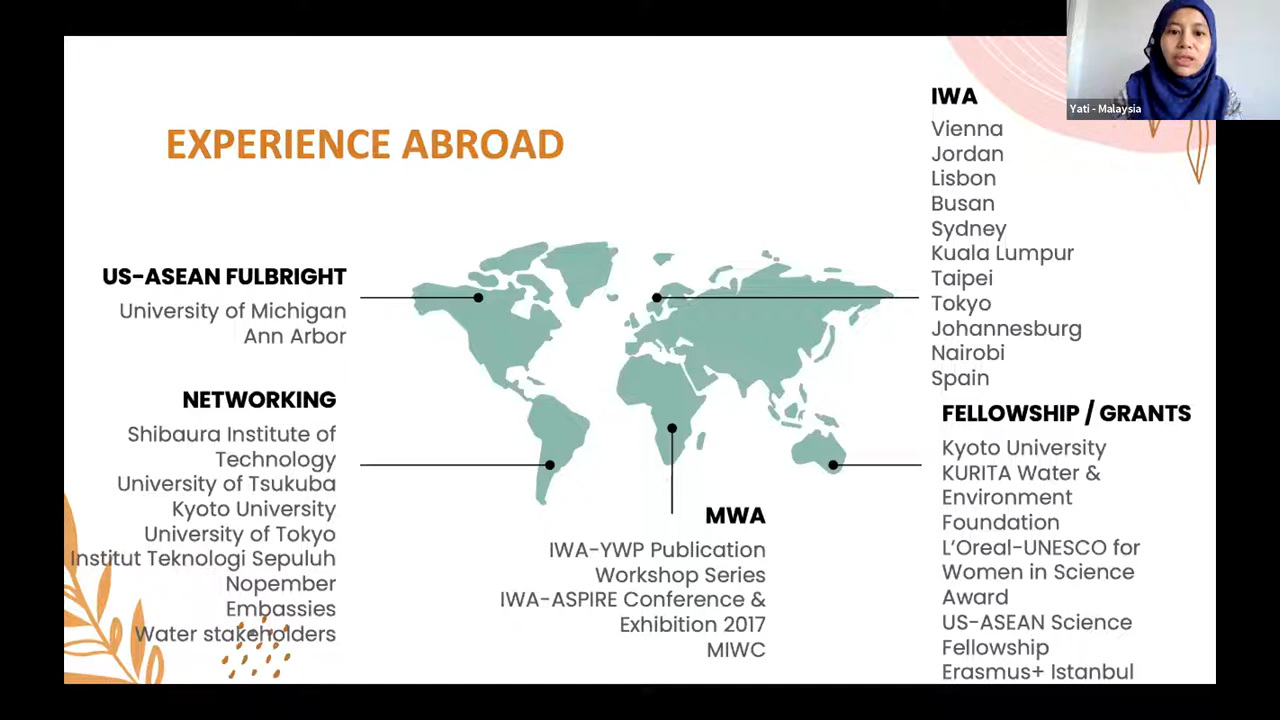 EXPERIENCE ABROAD
US-ASEAN FULBRIGHT
University of Michigan
Ann Arbor
NETWORKING
Shibaura Institute of
Technology
University of Tsukuba
Kyoto University
University of Tokyo
Institut Teknologi Sepuluh
Nopember
Embassies
Water stakeholders
MWA
IWA-YWP Publication
Workshop Series
IWA-ASPIRE Conference &
Exhibition 2017
MIWC
IWA
Vienna
Jordan
Lisbon
Busan
Sydney
Kuala Lumpur
Taipei
Tokyo
Johannesburg
Nairobi
Spain
FELLOWSHIP / GRANTS
Kyoto University
KURITA Water &
Environment
Foundation
L'Oreal-UNESCO for
Women in Science
Award
US-ASEAN Science
Fellowship
Erasmus+ Istanbul
Yati - Malaysia